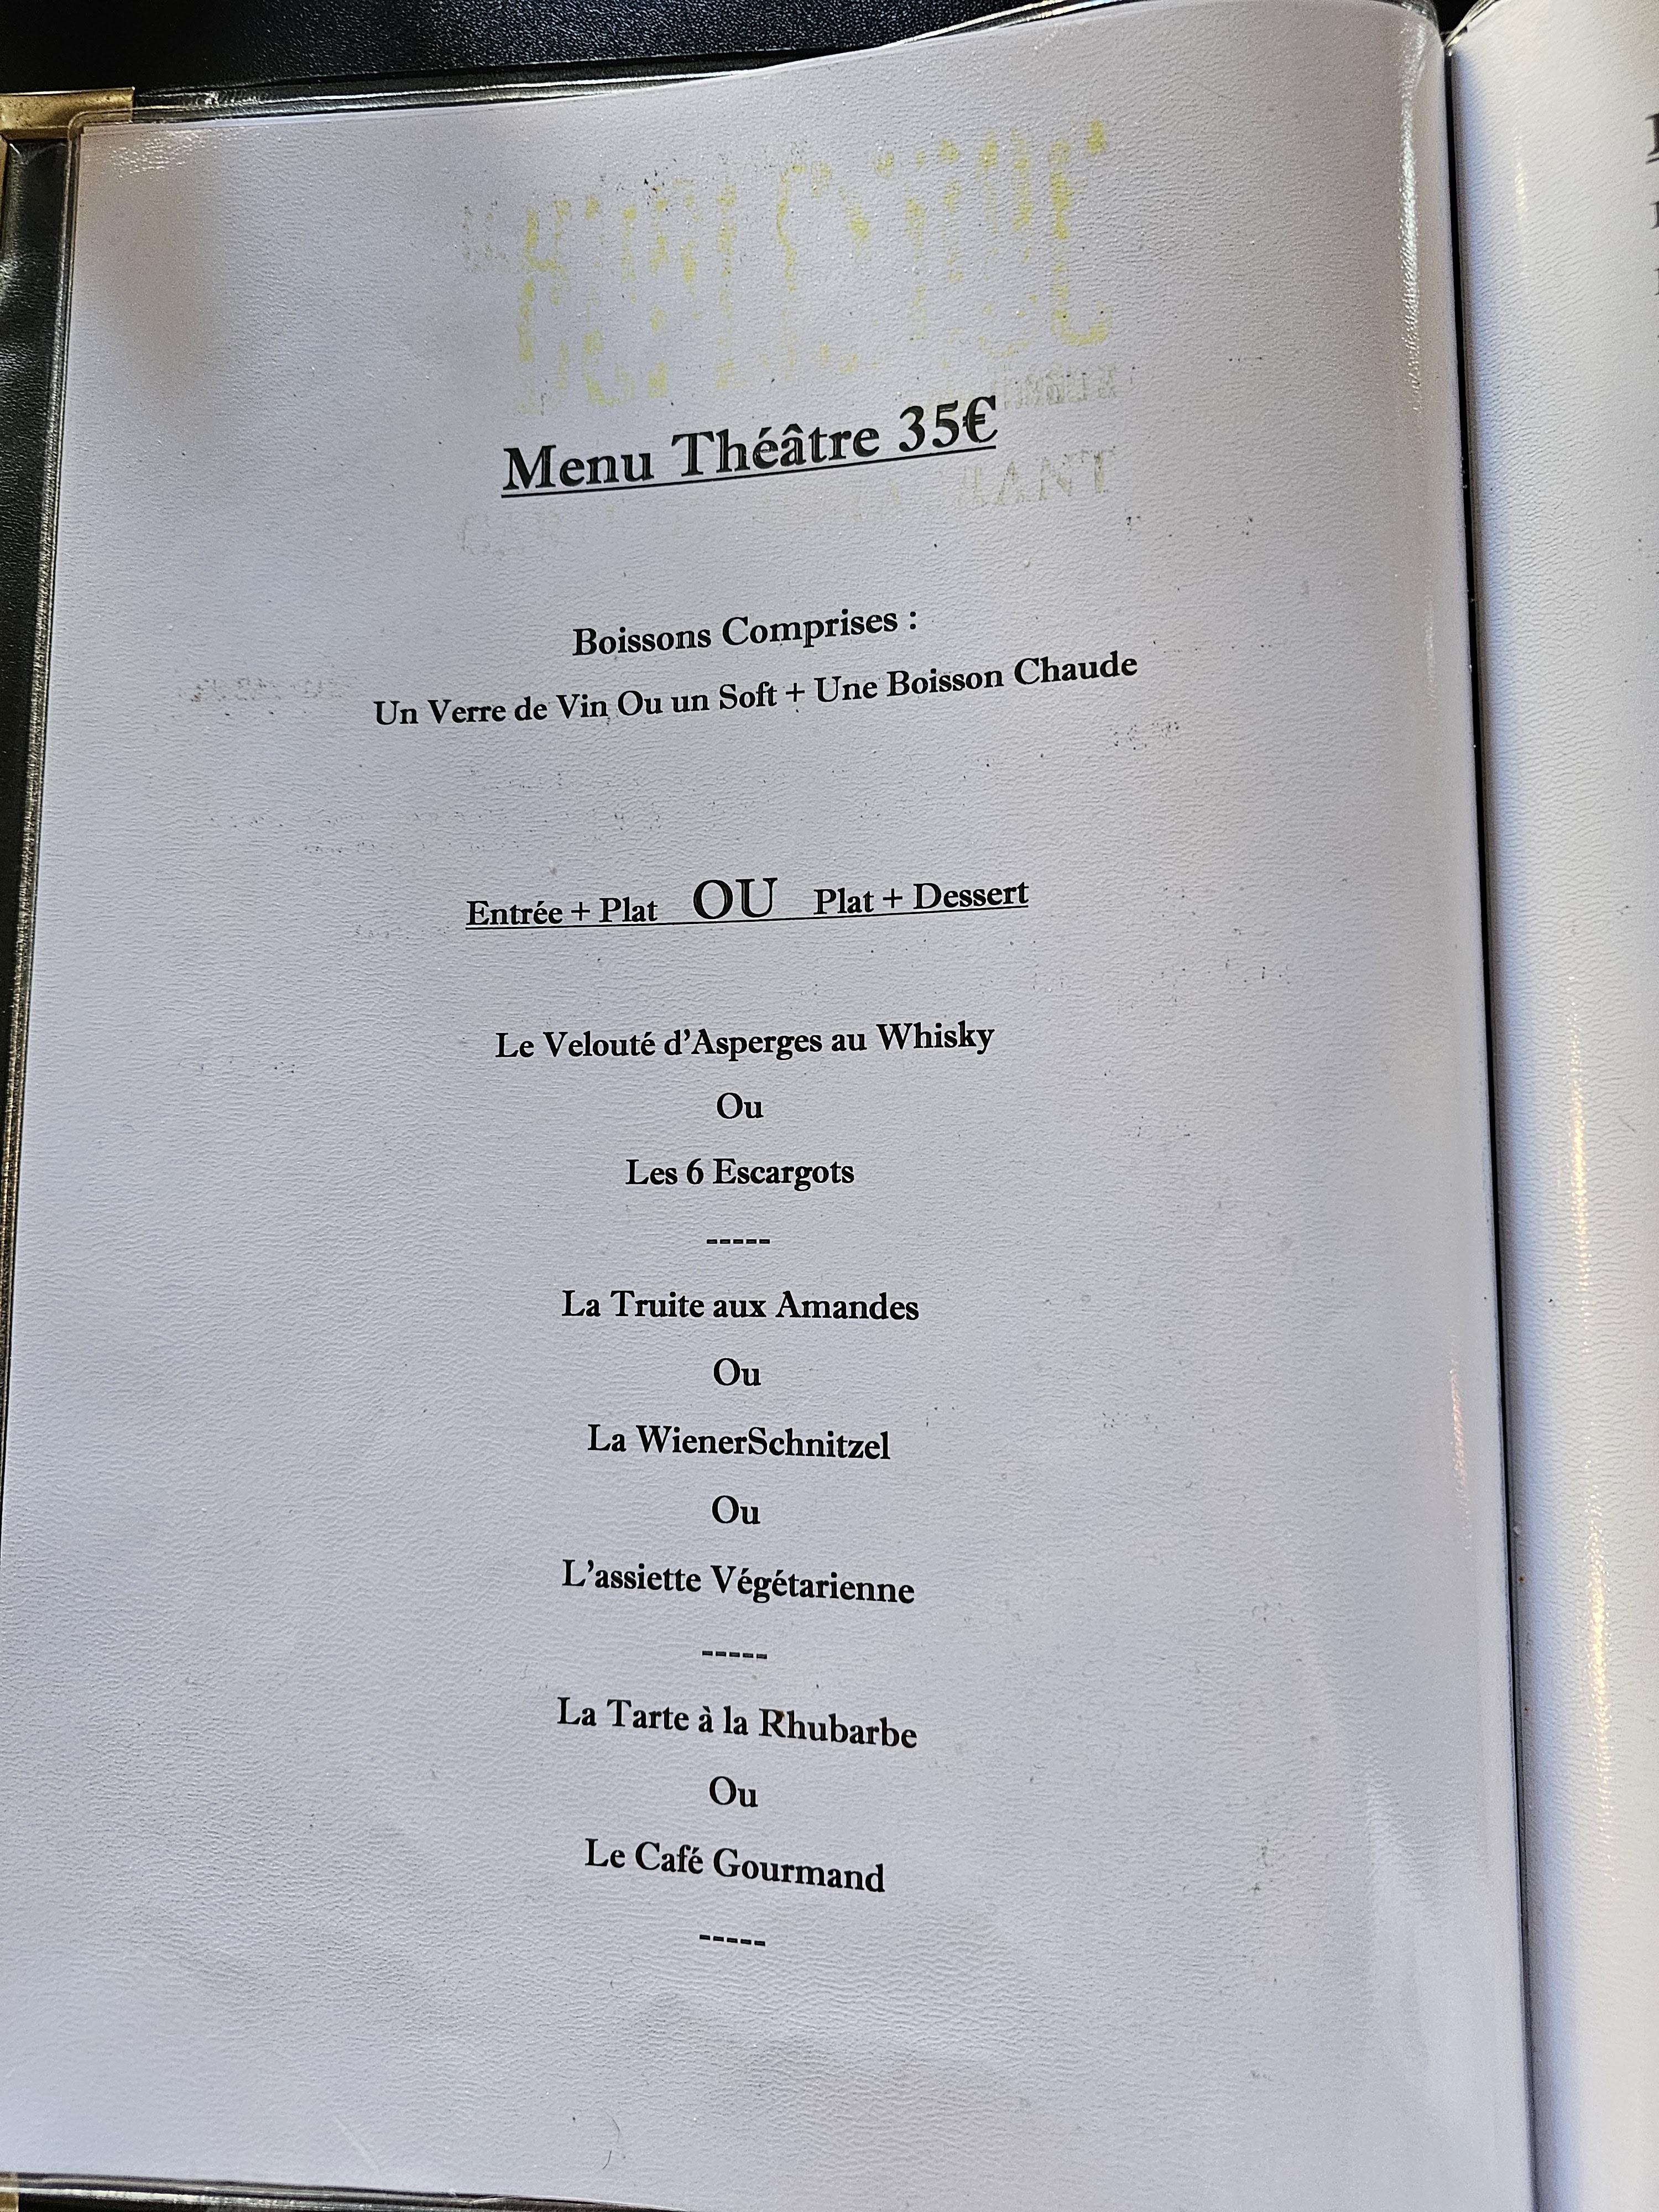 Menu Théâtre 35€
Boissons Comprises :
Un Verre de Vin Ou un Soft + Une Boisson Chaude
Entrée + Plat OU Plat + Dessert
Le Velouté d’Asperges au Whisky
Ou
Les 6 Escargots
-----
La Truite aux Amandes
Ou
La WienerSchnitzel
Ou
L’assiette Végétarienne
-----
La Tarte à la Rhubarbe
Ou
Le Café Gourmand
-----